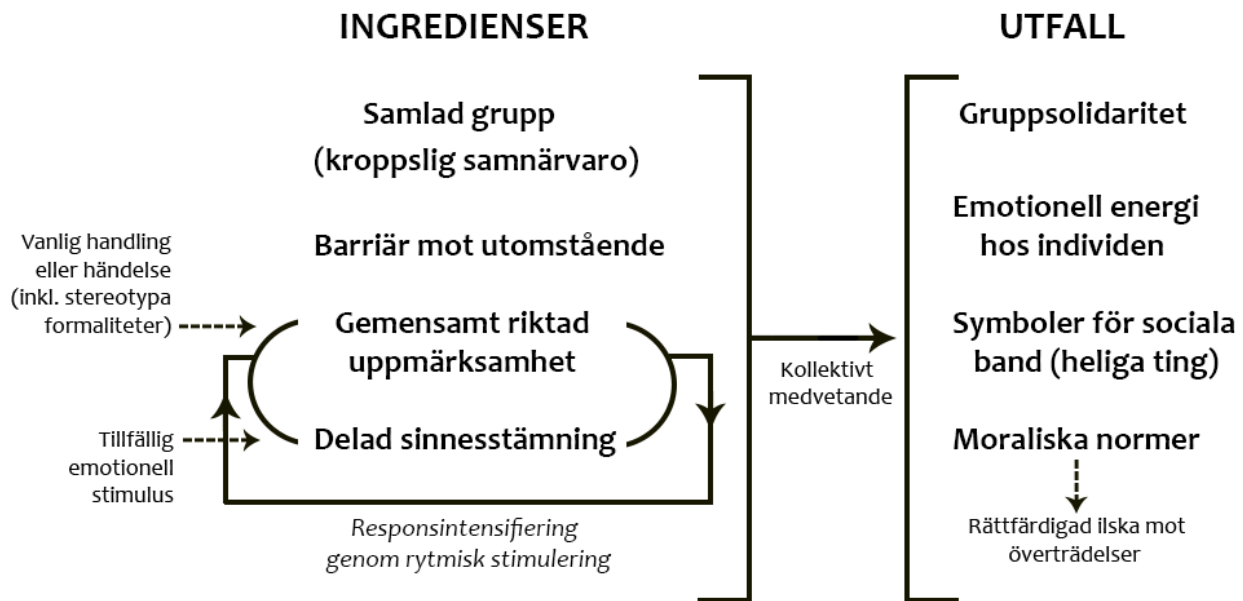 INGREDIENSER
Samlad grupp
(kroppslig samnärvaro)
Barriär mot utomstående
Vanlig handling
eller händelse
(inkl. stereotypa
formaliteter)
Gemensamt riktad
uppmärksamhet
Tillfällig
emotionell
stimulus
Delad sinnesstämning
Responsintensifiering
genom rytmisk stimulering
Kollektivt
medvetande
UTFALL
Gruppsolidaritet
Emotionell energi
hos individen
Symboler för sociala
band (heliga ting)
Moraliska normer
Rättfärdigad ilska mot
överträdelser